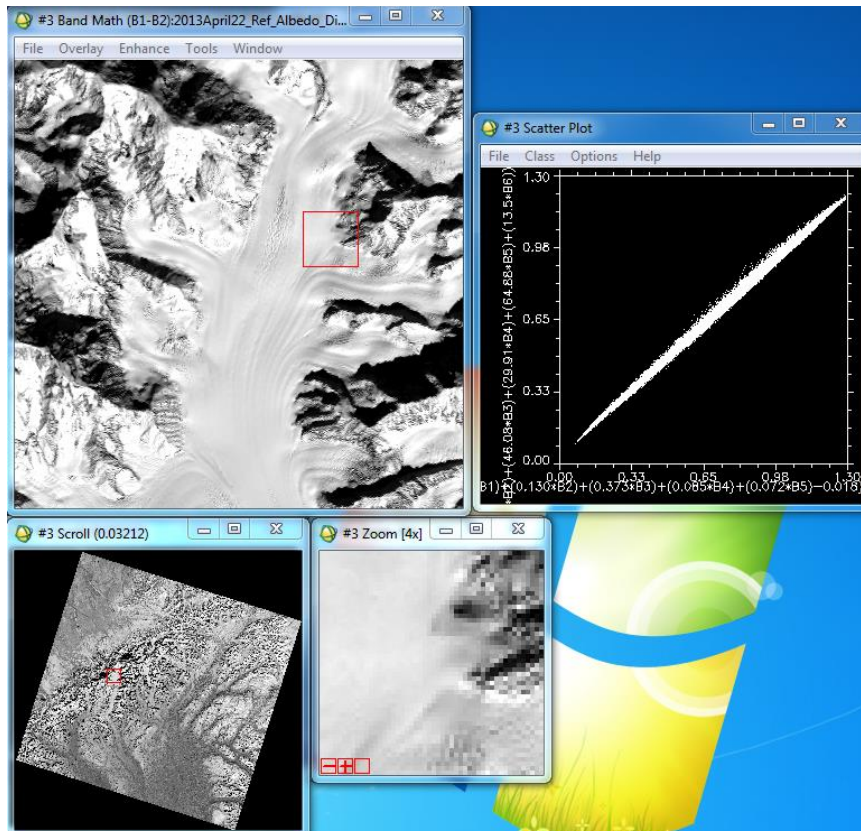 #3 Band Math (B1-B2):2013April22_Ref_Albedo_Di...
File Overlay Enhance Tools Window
#3 Scatter Plot
File Class Options Help
1.30
0.98
0.65
0.33
0.00
*B2)+(46.08*B3)+(29.91*B4)+(64.88*B5)+(13.5*B6))
0.00 0.33 0.65 0.98 1.30
B1)+(0.130*B2)+(0.373*B3)+(0.085*B4)+(0.072*B5)-0.018
#3 Scroll (0.03212)
#3 Zoom [4x]